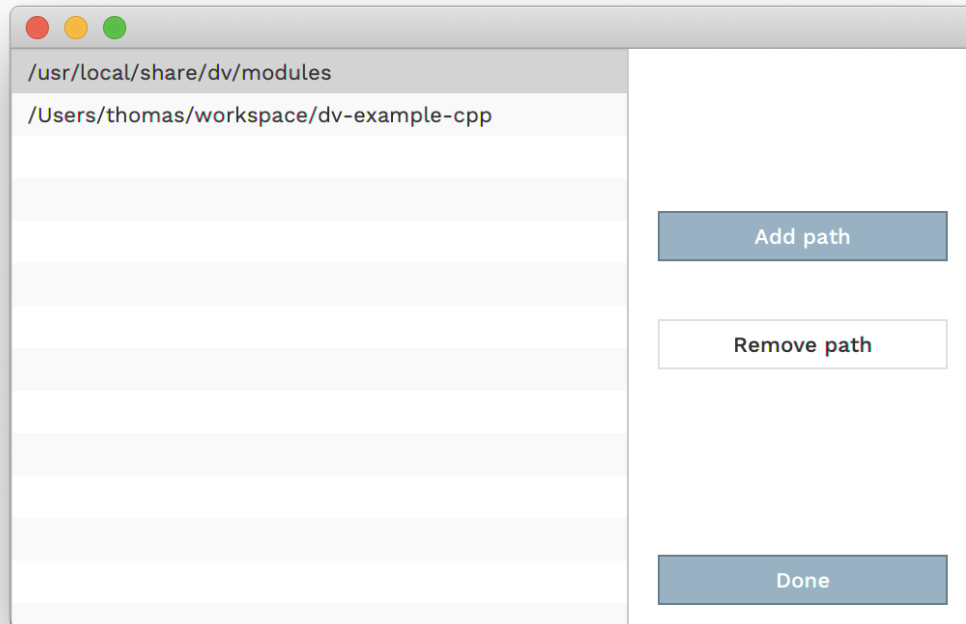 /usr/local/share/dv/modules
/Users/thomas/workspace/dv-example-cpp
Add path
Remove path
Done